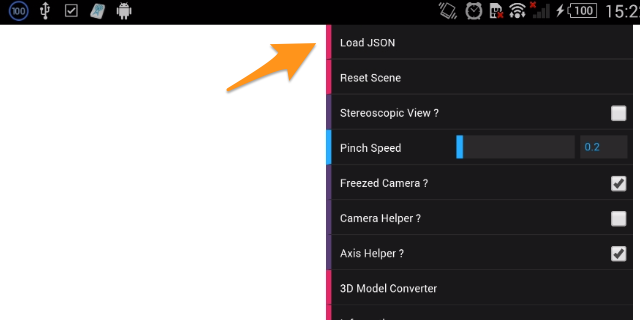 100 100 15:2
Load JSON
Reset Scene
Stereoscopic View ?
Pinch Speed 0.2
Freezed Camera ?
Camera Helper ?
Axis Helper ?
3D Model Converter